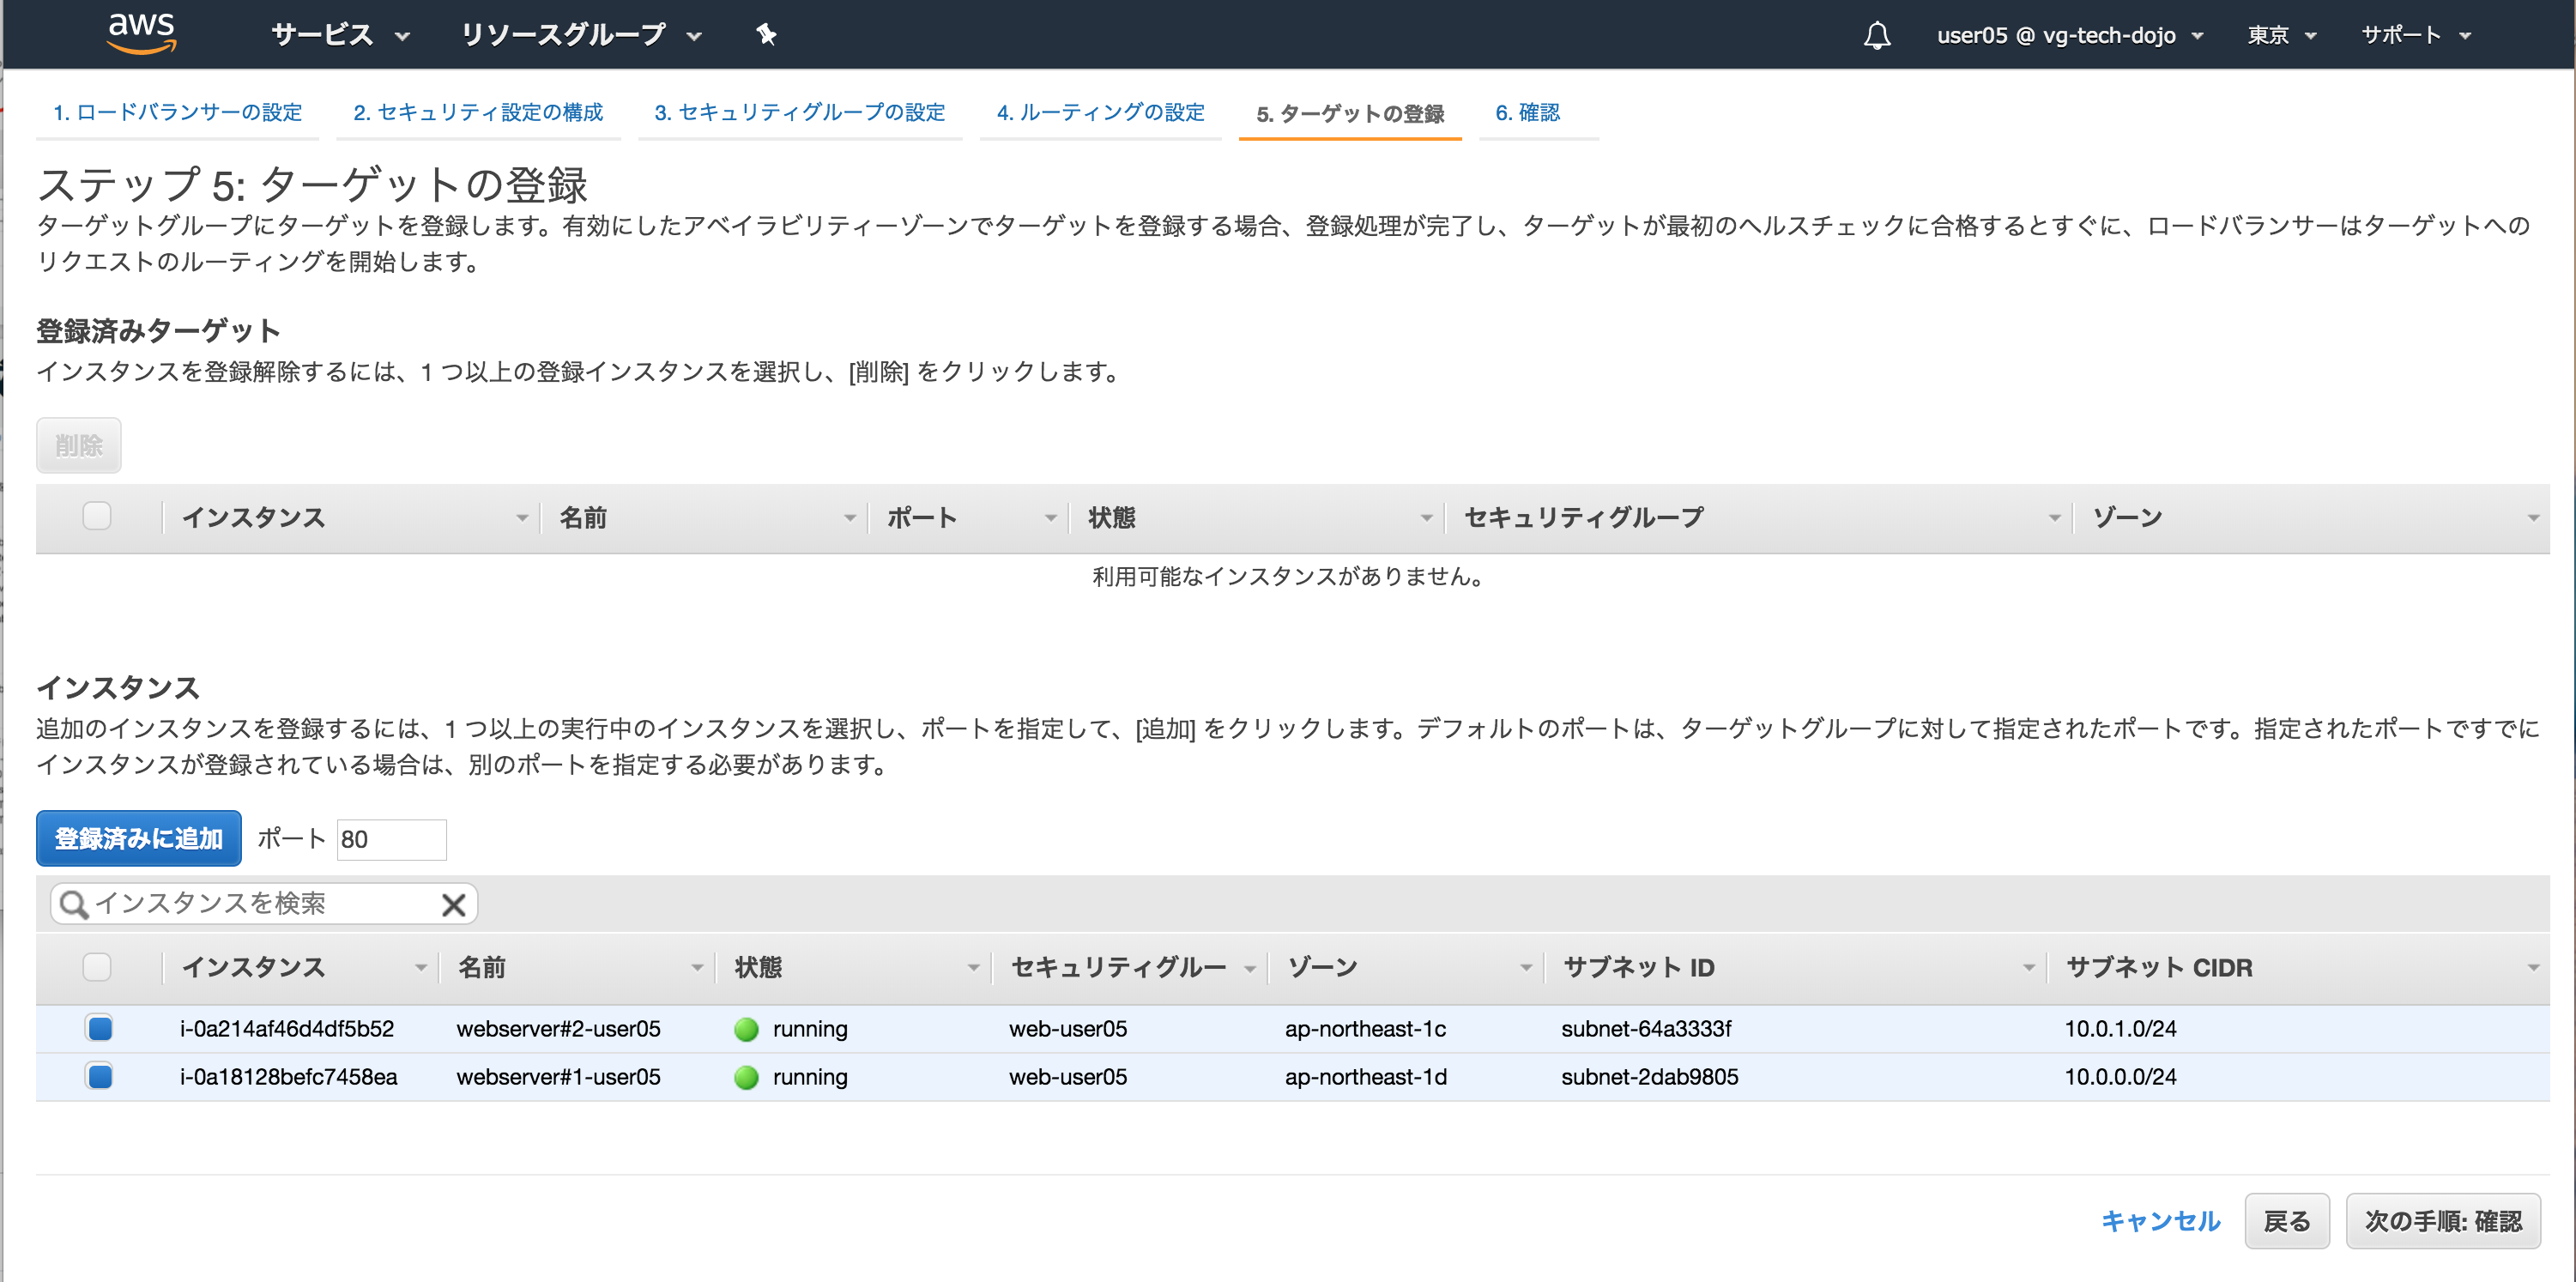 aws サービス リソースグループ user05 @ vg-tech-dojo 東京 サポート
1. ロードバランサーの設定 2. セキュリティ設定の構成 3. セキュリティグループの設定 4. ルーティングの設定 5. ターゲットの登録 6. 確認
ステップ 5: ターゲットの登録
ターゲットグループにターゲットを登録します。有効にしたアベイラビリティーゾーンでターゲットを登録する場合、登録処理が完了し、ターゲットが最初のヘルスチェックに合格するとすぐに、ロードバランサーはターゲットへの
リクエストのルーティングを開始します。
登録済みターゲット
インスタンスを登録解除するには、1 つ以上の登録インスタンスを選択し、[削除] をクリックします。
削除
インスタンス 名前 ポート 状態 セキュリティグループ ゾーン
利用可能なインスタンスがありません。
インスタンス
追加のインスタンスを登録するには、1 つ以上の実行中のインスタンスを選択し、ポートを指定して、[追加] をクリックします。デフォルトのポートは、ターゲットグループに対して指定されたポートです。指定されたポートですでに
インスタンスが登録されている場合は、別のポートを指定する必要があります。
登録済みに追加 ポート 80
インスタンスを検索
インスタンス 名前 状態 セキュリティグルー ゾーン サブネット ID サブネット CIDR
i-0a214af46d4df5b52 webserver#2-user05 running web-user05 ap-northeast-1c subnet-64a3333f 10.0.1.0/24
i-0a18128befc7458ea webserver#1-user05 running web-user05 ap-northeast-1d subnet-2dab9805 10.0.0.0/24
キャンセル 戻る 次の手順: 確認